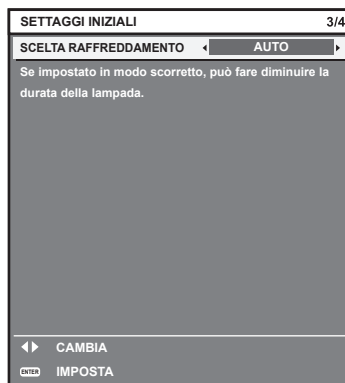 SETTAGGI INIZIALI 3/4
SCELTA RAFFREDDAMENTO AUTO
Se impostato in modo scorretto, può fare diminuire la
durata della lampada.
CAMBIA
ENTER IMPOSTA